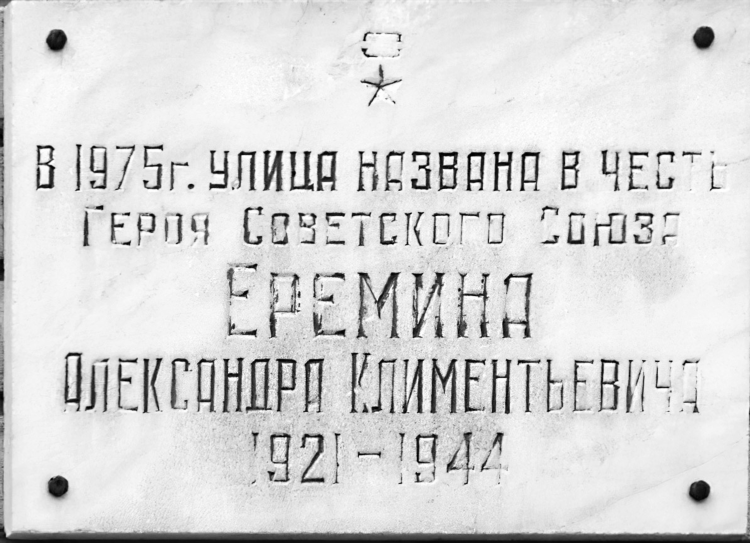 В 1975г. улица названа в честь
Героя Советского Союза
Еремина
Александра Климентьевича
1921-1944